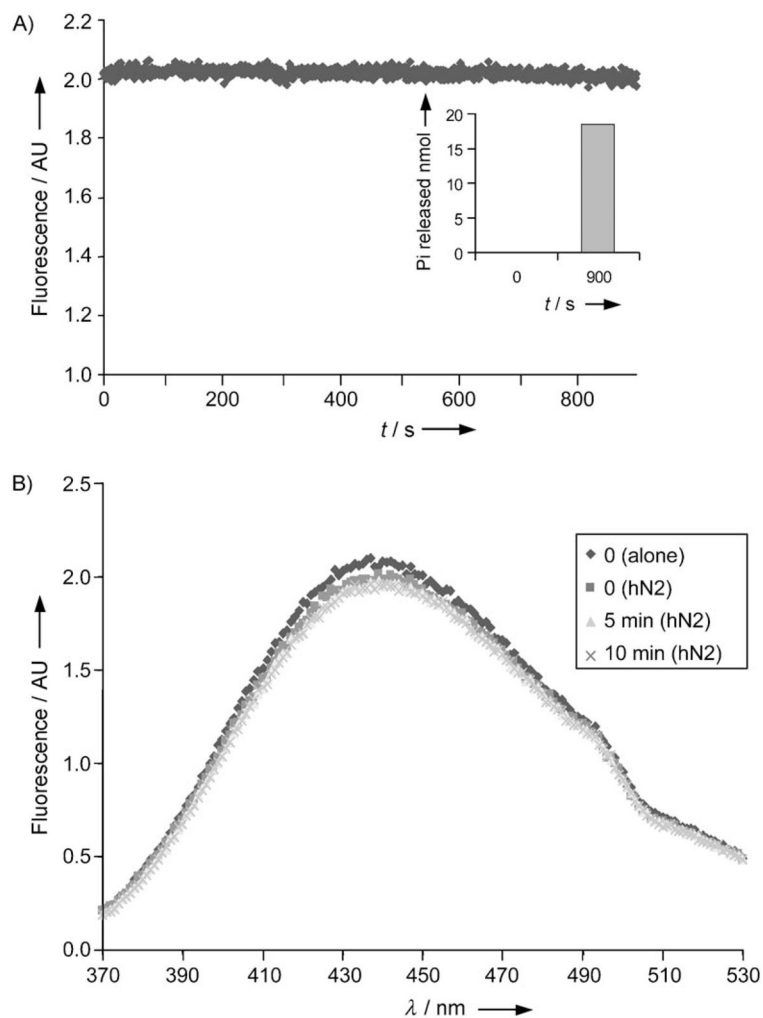 A)
2.2
2.0
1.8
1.6
1.4
1.2
1.0
Fluorescence / AU
0 200 400 600 800
t / s
20
15
10
5
0
Pi released nmol
0 900
t / s
B)
2.5
2.0
1.5
1.0
0.5
0.0
Fluorescence / AU
370 390 410 430 450 470 490 510 530
λ / nm
0 (alone)
0 (hN2)
5 min (hN2)
10 min (hN2)